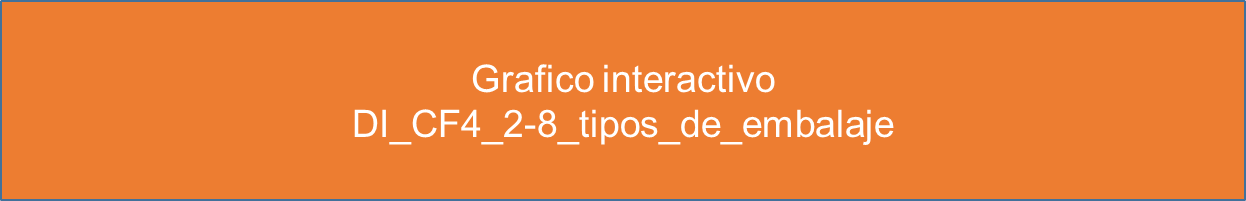 Grafico interactivo
DI_CF4_2-8_tipos_de_embalaje